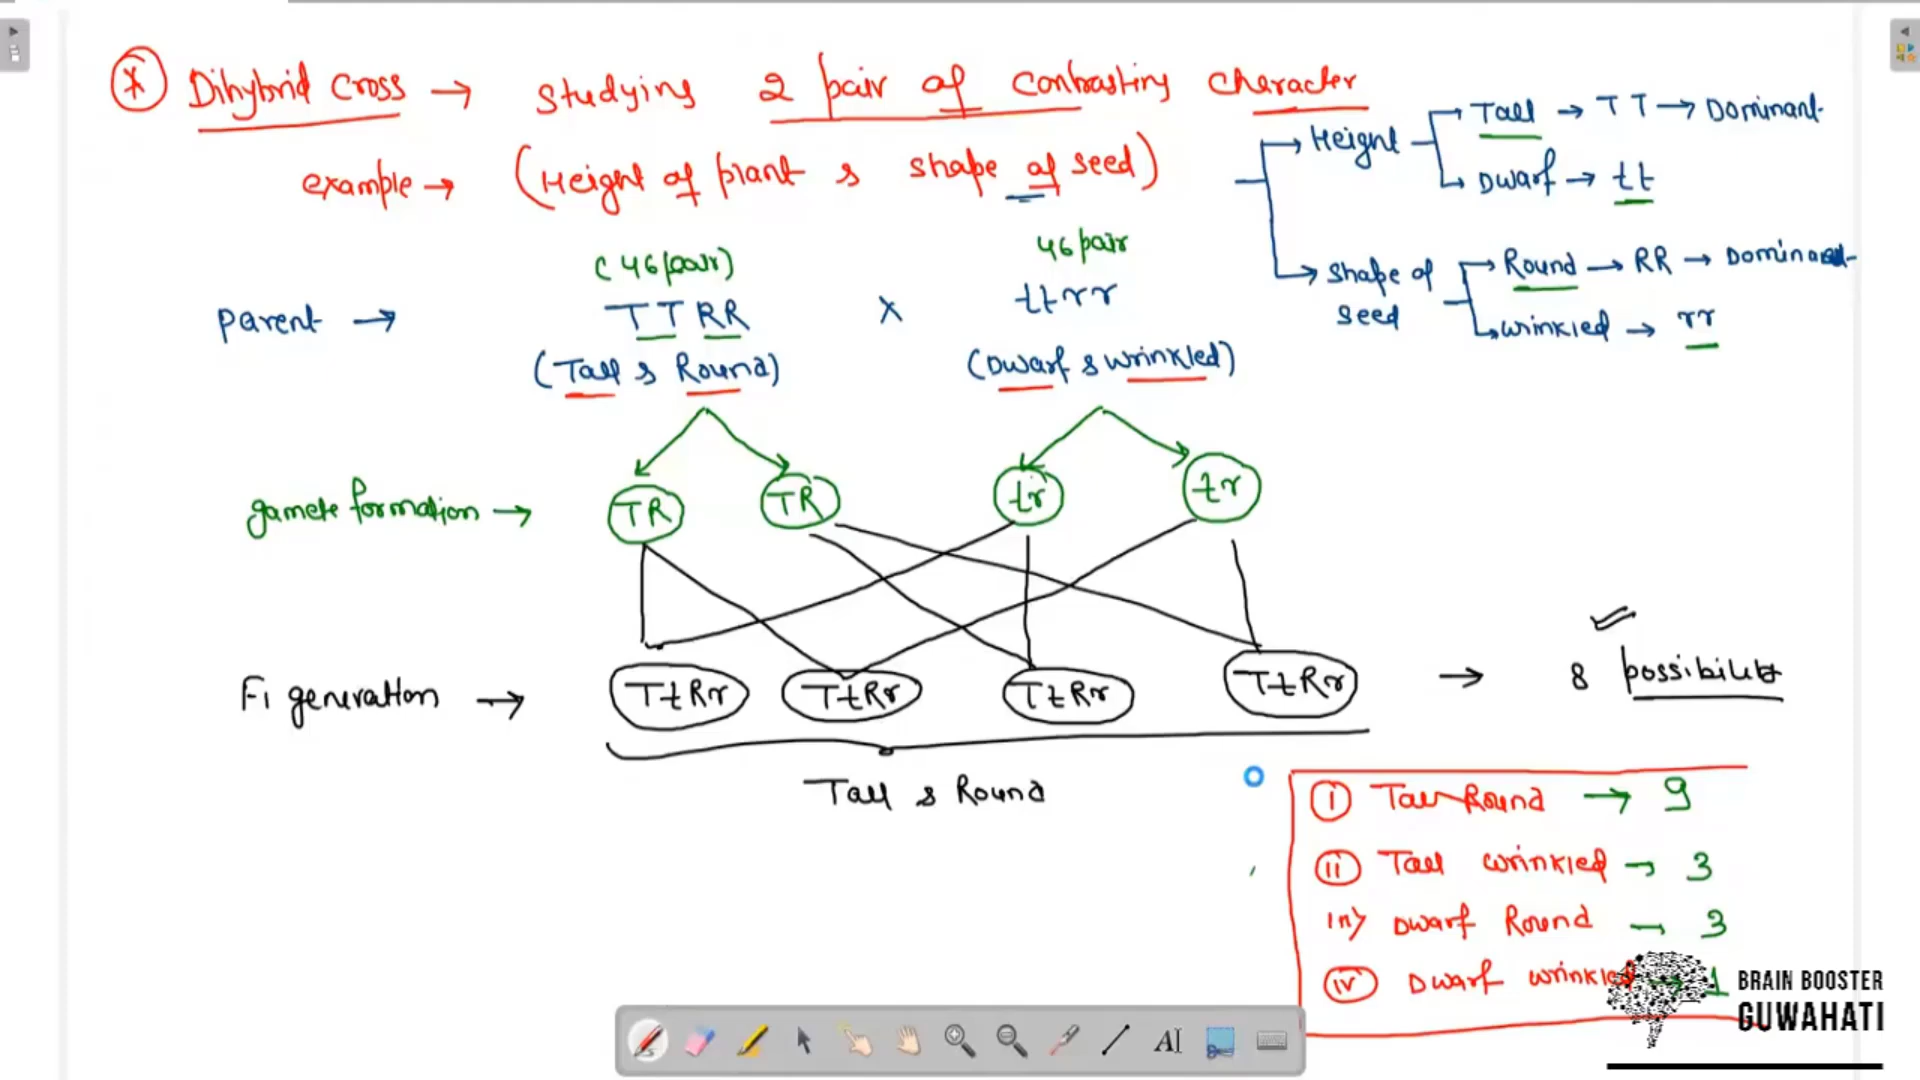 * Dihybrid Cross → Studying 2 pair of Contrasting Character
example → (Height of plant & shape of seed)
Height
Tall → TT → Dominant
Dwarf → tt
Shape of seed
Round → RR → Dominant
wrinkled → rr
(46 pair) 46 pair
parent → TTRR X ttrr
(Tall & Round) (Dwarf & wrinkled)
gamete formation → TR TR tr tr
F1 generation → TtRr TtRr TtRr TtRr → 8 possibility
Tall & Round
(i) Tall Round → 9
(ii) Tall wrinkled → 3
iii) Dwarf Round → 3
(iv) Dwarf wrinkled → 1
AI
BRAIN BOOSTER
GUWAHATI